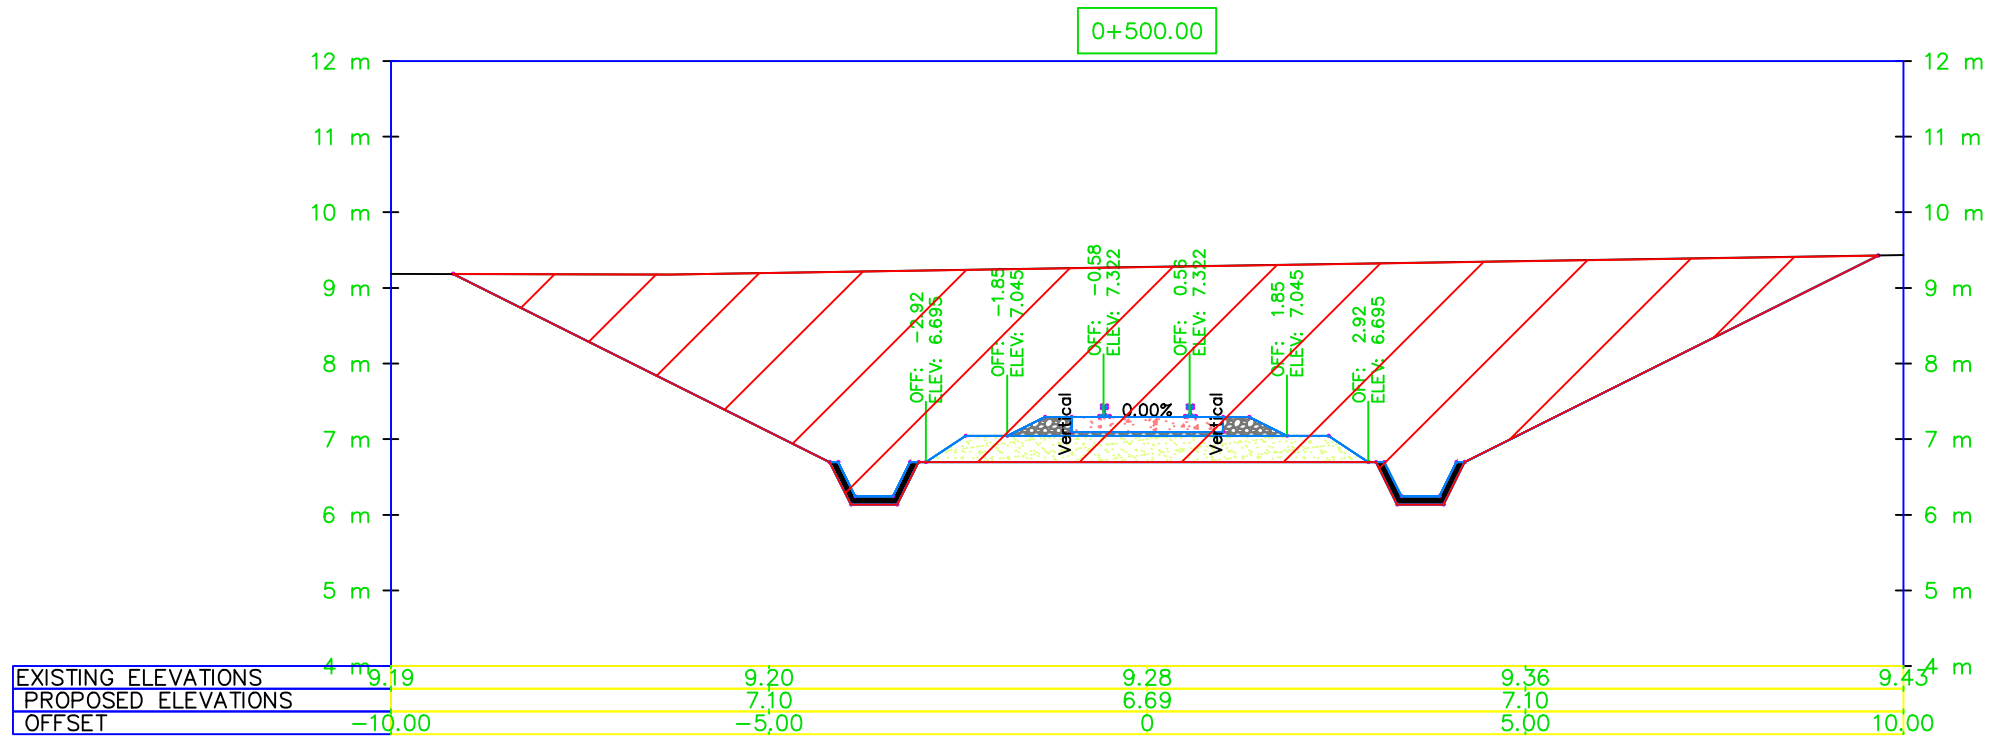 0+500.00
12 m 12 m
11 m 11 m
10 m 10 m
9 m 9 m
8 m 8 m
7 m 7 m
6 m 6 m
5 m 5 m
4 m 4 m
OFF: -2.92
ELEV: 6.695
OFF: -1.85
ELEV: 7.045
OFF: -0.58
ELEV: 7.322
OFF: 0.56
ELEV: 7.322
OFF: 1.85
ELEV: 7.045
OFF: 2.92
ELEV: 6.695
Vertical 0.00% Vertical
EXISTING ELEVATIONS 9.19 9.20 9.28 9.36 9.43
PROPOSED ELEVATIONS 7.10 6.69 7.10
OFFSET -10.00 -5.00 0 5.00 10.00